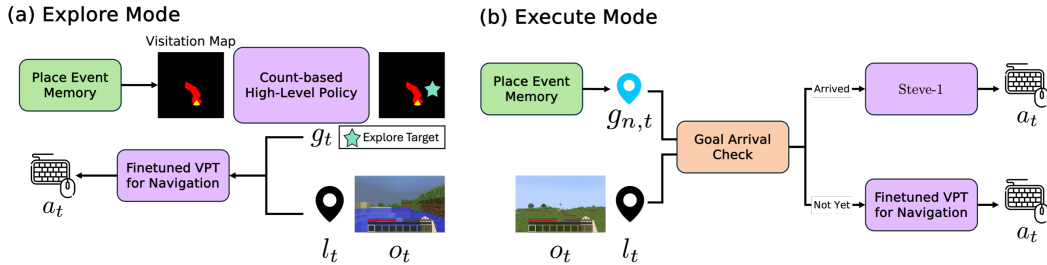 (a) Explore Mode
Visitation Map
Place Event
Memory
Count-based
High-Level Policy
g_t
Explore Target
Finetuned VPT
for Navigation
a_t
l_t
o_t
(b) Execute Mode
Place Event
Memory
g_{n,t}
Goal Arrival
Check
o_t
l_t
Arrived
Steve-1
a_t
Not Yet
Finetuned VPT
for Navigation
a_t